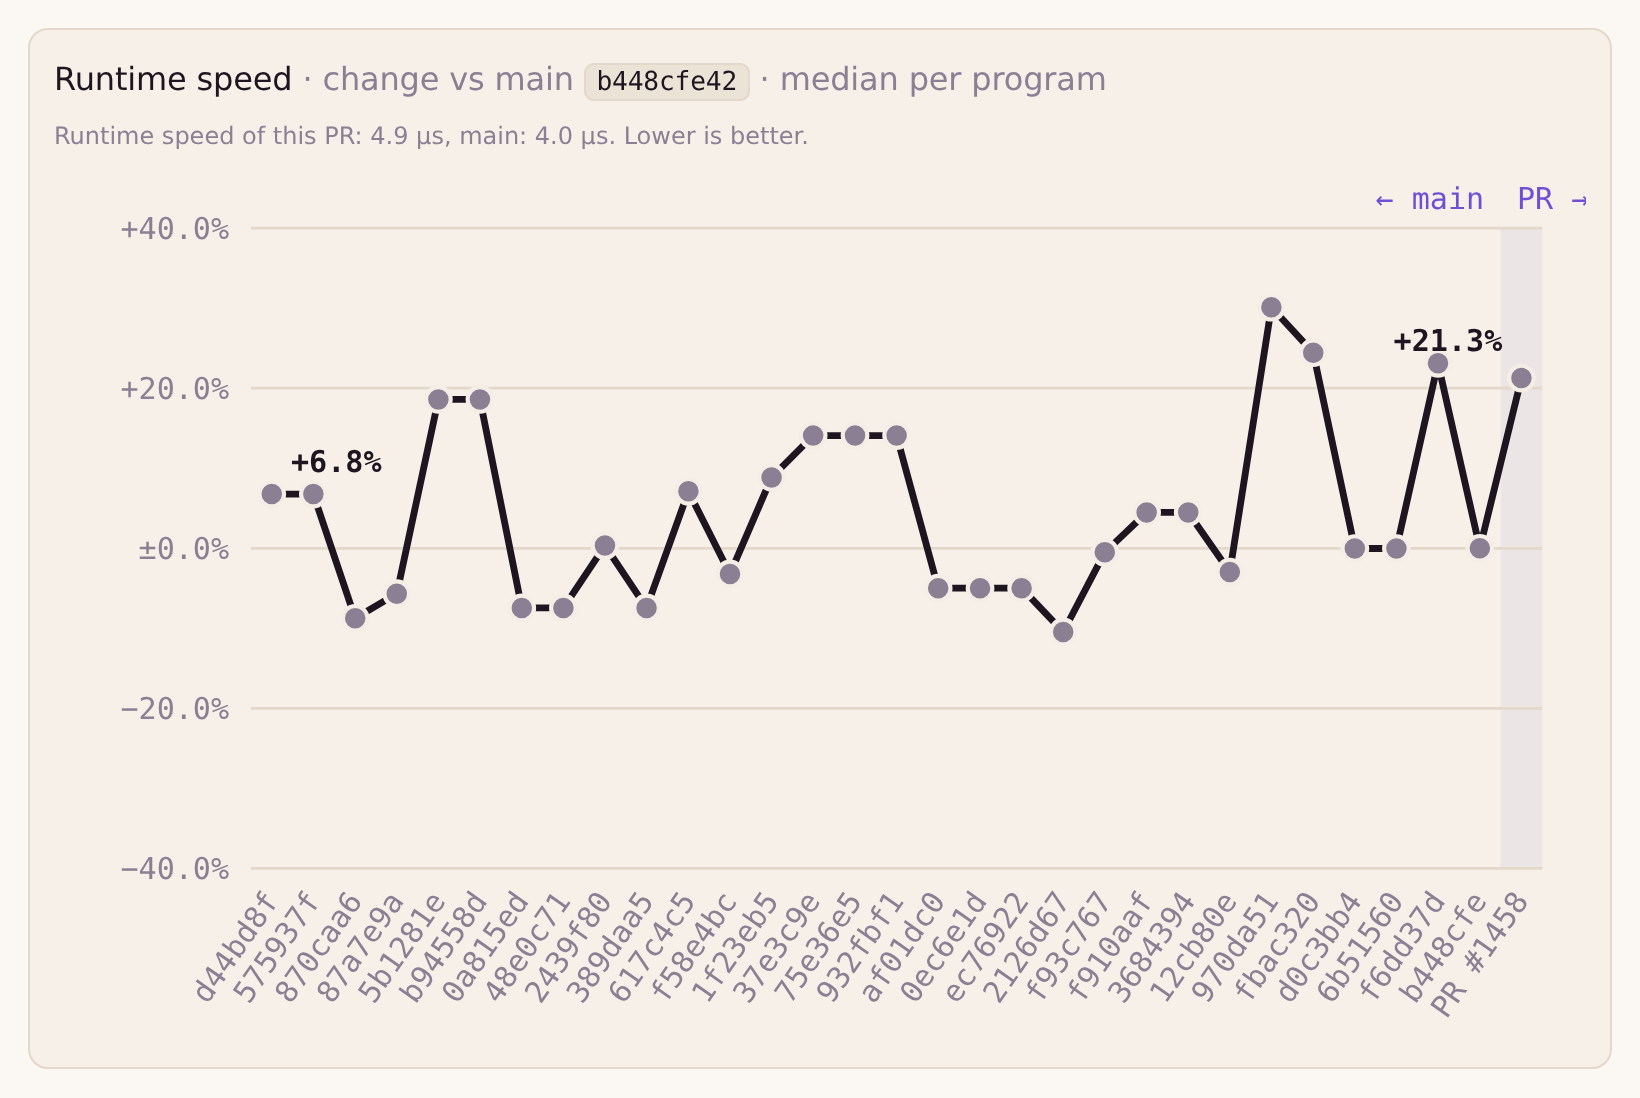 Runtime speed · change vs main b448cfe42 · median per program
Runtime speed of this PR: 4.9 µs, main: 4.0 µs. Lower is better.
← main PR →
+40.0%
+20.0%
±0.0%
−20.0%
−40.0%
+6.8%
+21.3%
d44bd8f
575937f
870caa6
87a7e9a
5b1281e
b94558d
0a815ed
48e0c71
2439f80
389daa5
617c4c5
f58e4bc
1f23eb5
37e3c9e
75e36e5
932fbf1
af01dc0
0ec6e1d
ec76922
2126d67
f93c767
f910aaf
3684394
12cb80e
970da51
fbac320
d0c3bb4
6b51560
f6dd37d
b448cfe
PR #1458